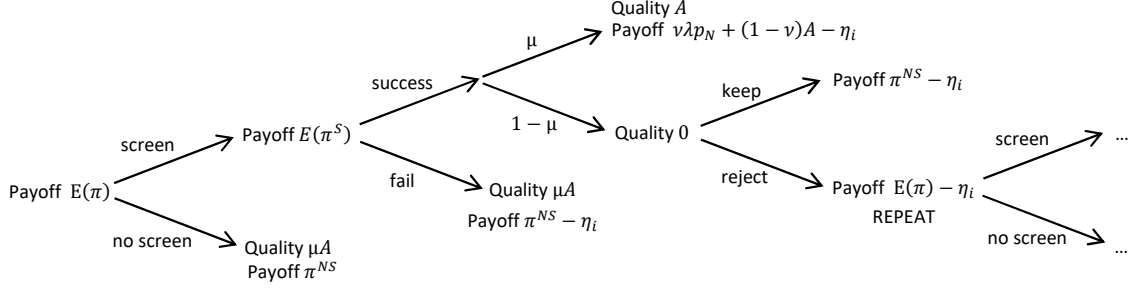 Quality A
Payoff νλp_N + (1 − ν)A − η_i
μ
success
keep
Payoff π^{NS} − η_i
1 − μ
Quality 0
screen
Payoff E(π^S)
screen
...
fail
reject
Payoff E(π)
Quality μA
Payoff E(π) − η_i
Payoff π^{NS} − η_i
REPEAT
no screen
no screen
Quality μA
...
Payoff π^{NS}